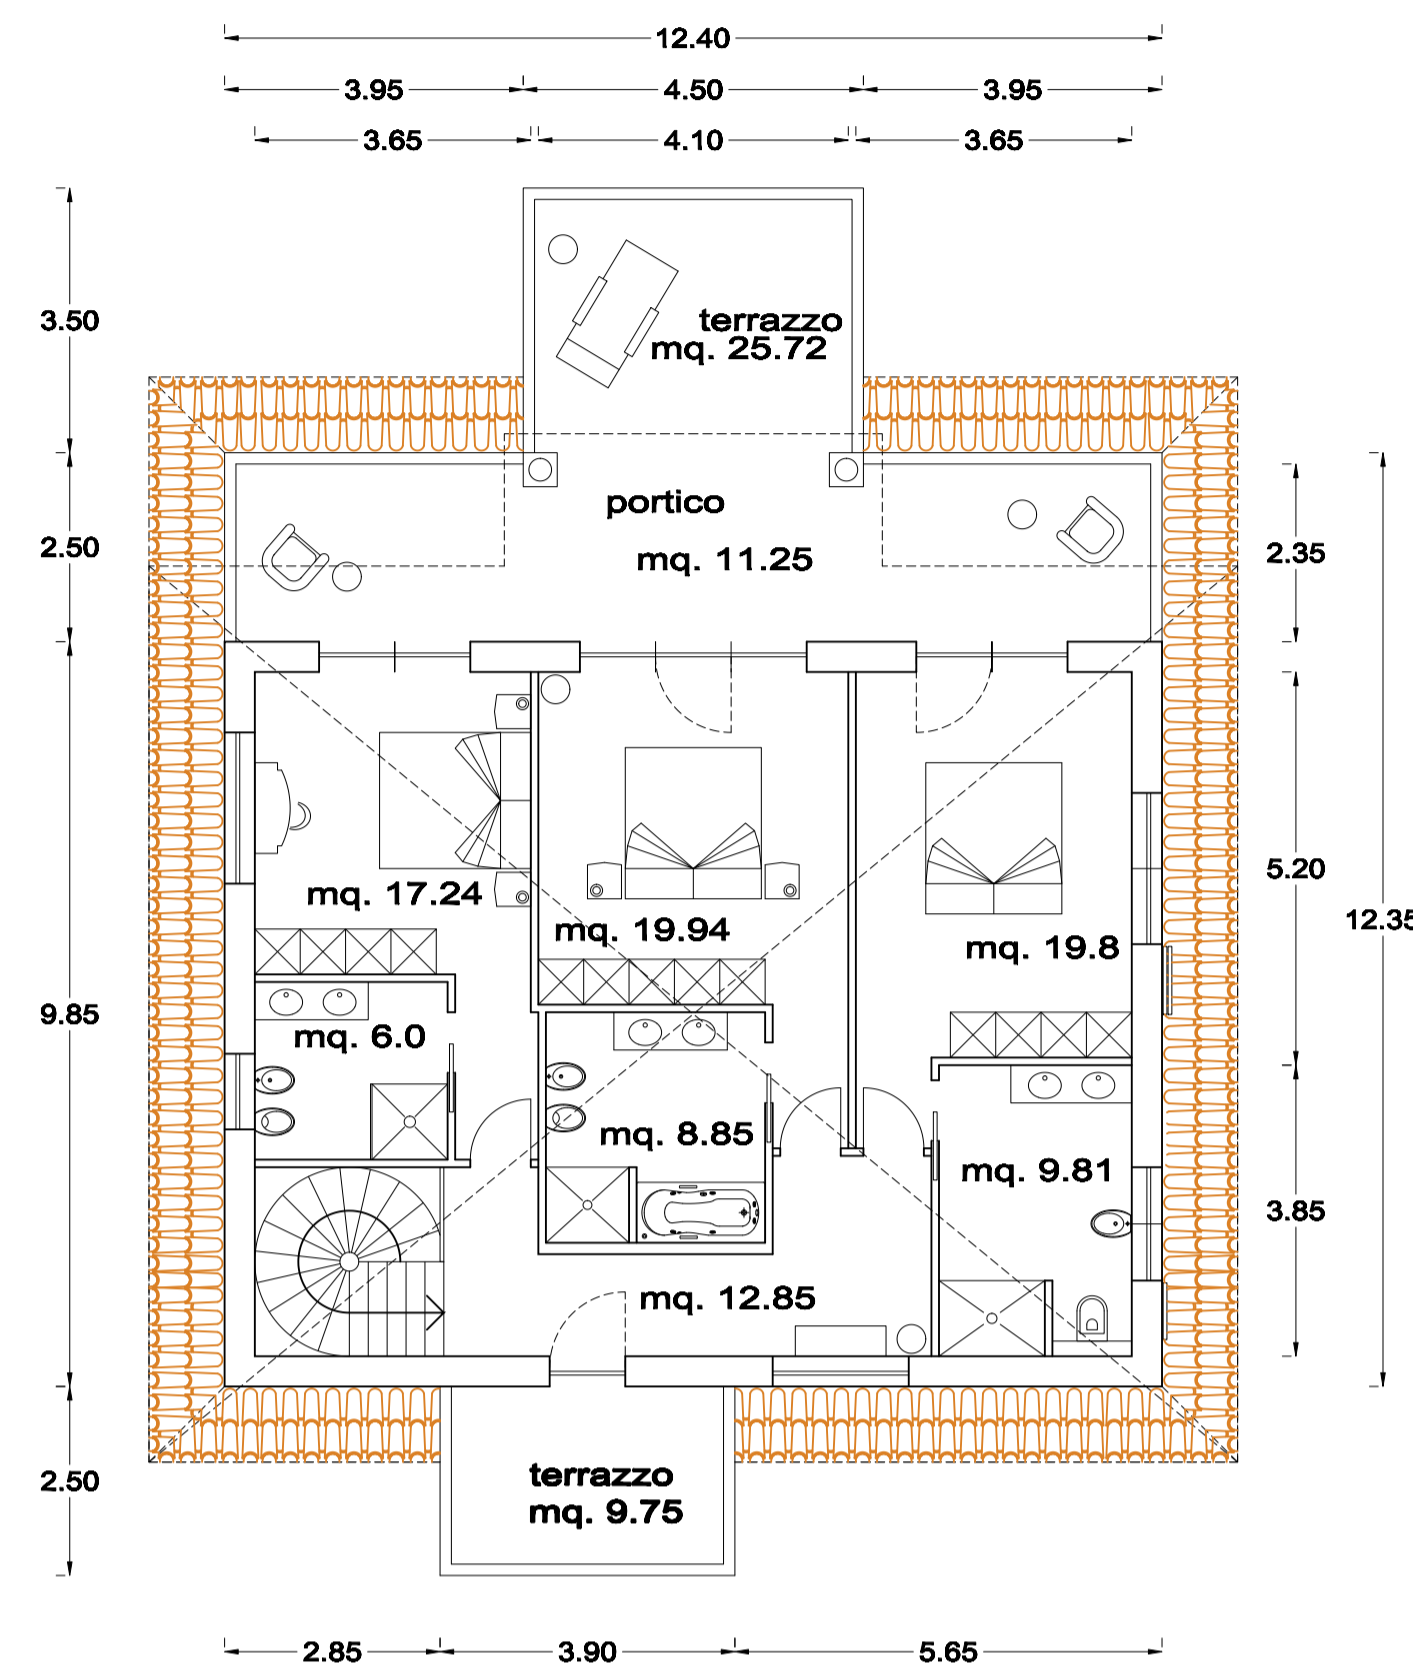 12.40
3.95 4.50 3.95
3.65 4.10 3.65
3.50
terrazzo
mq. 25.72
portico
mq. 11.25
2.50
2.35
mq. 17.24
mq. 19.94
mq. 19.8
5.20
12.35
9.85
mq. 6.0
mq. 8.85
mq. 9.81
3.85
mq. 12.85
2.50
terrazzo
mq. 9.75
2.85 3.90 5.65